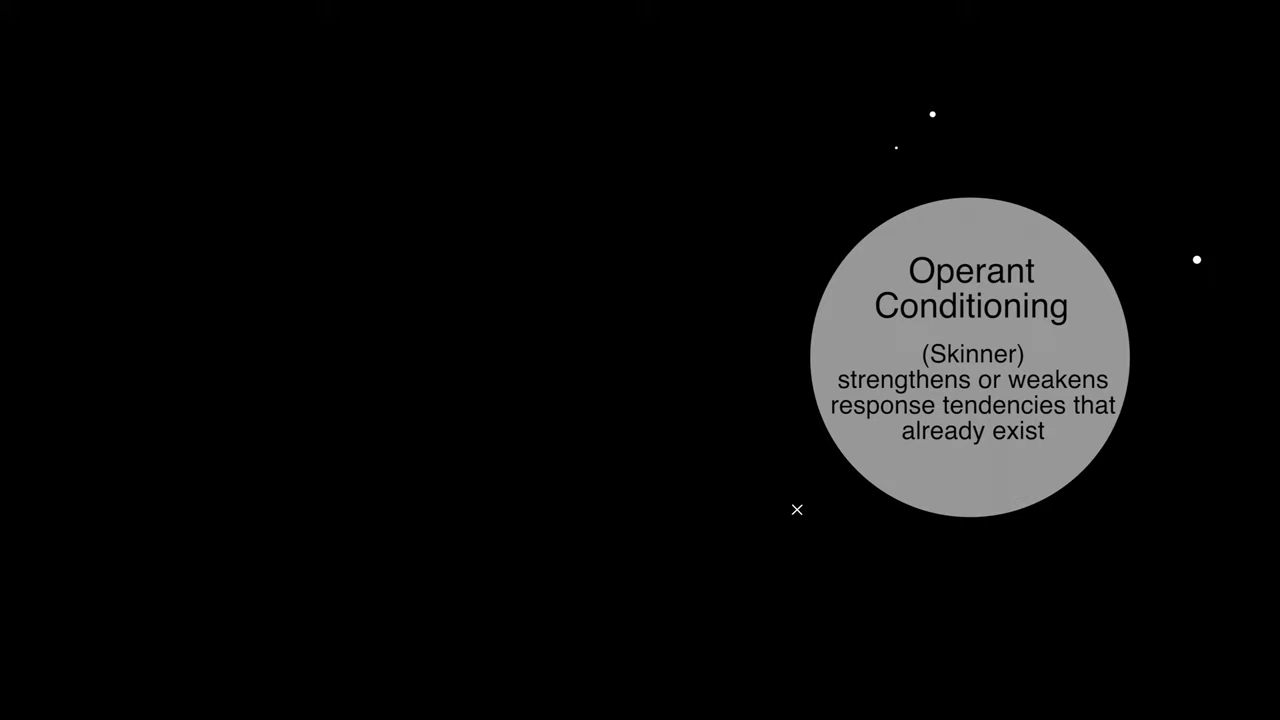 Operant
Conditioning
(Skinner)
strengthens or weakens
response tendencies that
already exist